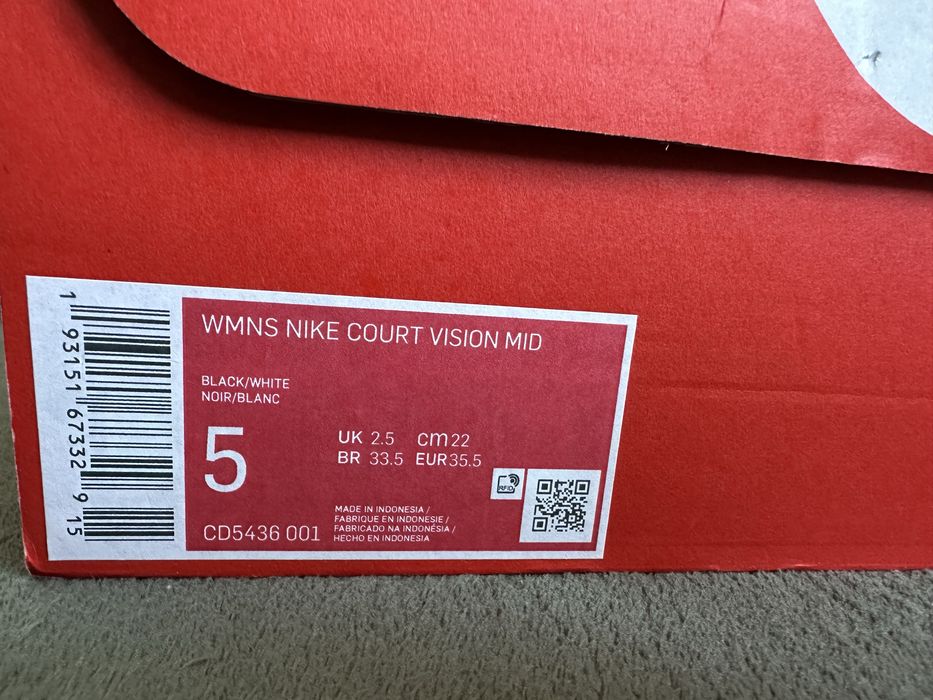 1 93151 67332 9 15
WMNS NIKE COURT VISION MID
BLACK/WHITE
NOIR/BLANC
5
UK 2.5 cm 22
BR 33.5 EUR 35.5
RFID
CD5436 001
MADE IN INDONESIA /
FABRIQUE EN INDONESIE /
FABRICADO NA INDONÉSIA /
HECHO EN INDONESIA